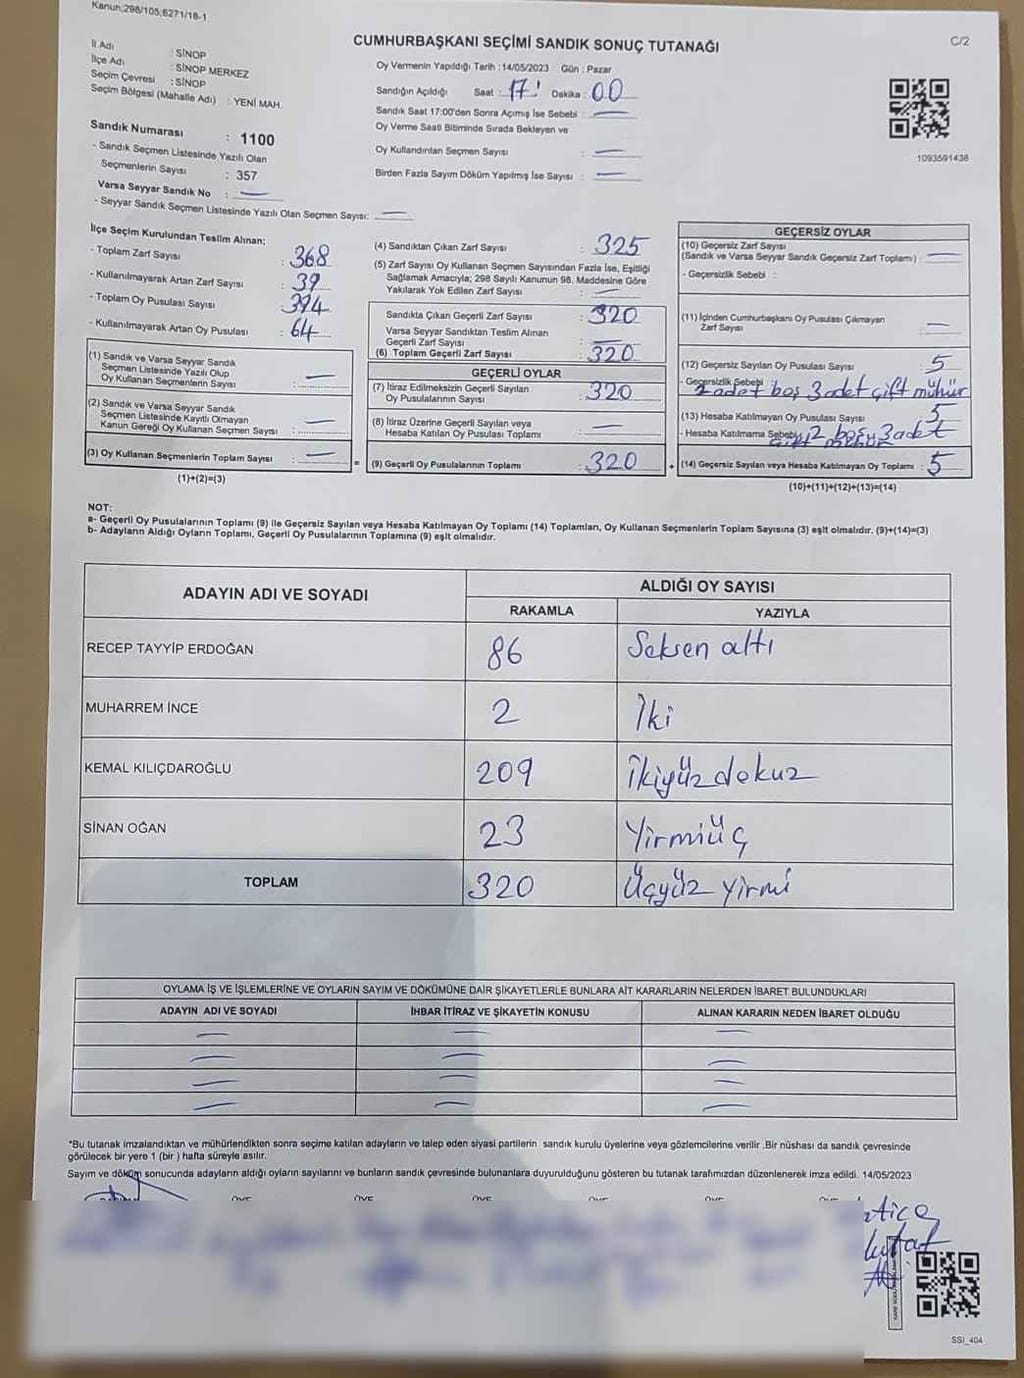 Kanun;298/105;6271/18-1
C/2
CUMHURBAŞKANI SEÇİMİ SANDIK SONUÇ TUTANAĞI
İl Adı : SİNOP
İlçe Adı : SİNOP MERKEZ
Seçim Çevresi : SİNOP
Seçim Bölgesi (Mahalle Adı) : YENİ MAH.
Sandık Numarası : 1100
- Sandık Seçmen Listesinde Yazılı Olan
Seçmenlerin Sayısı : 357
Varsa Seyyar Sandık No : —
- Seyyar Sandık Seçmen Listesinde Yazılı Olan Seçmen Sayısı: —
Oy Vermenin Yapıldığı Tarih :14/05/2023 Gün : Pazar
Sandığın Açıldığı Saat : 17 Dakika : 00
Sandık Saat 17:00'den Sonra Açımış İse Sebebi : —
Oy Verme Saati Bitiminde Sırada Bekleyen ve
Oy Kullandırılan Seçmen Sayısı : —
Birden Fazla Sayım Döküm Yapılmış İse Sayısı : —
1093591436
İlçe Seçim Kurulundan Teslim Alınan;
- Toplam Zarf Sayısı : 368
- Kullanılmayarak Artan Zarf Sayısı : 39
- Toplam Oy Pusulası Sayısı : 394
- Kullanılmayarak Artan Oy Pusulası : 64
(1) Sandık ve Varsa Seyyar Sandık
Seçmen Listesinde Yazılı Olup
Oy Kullanan Seçmenlerin Sayısı : —
(2) Sandık ve Varsa Seyyar Sandık
Seçmen Listesinde Kayıtlı Olmayan
Kanun Gereği Oy Kullanan Seçmen Sayısı : —
(3) Oy Kullanan Seçmenlerin Toplam Sayısı : —
(1)+(2)=(3)
(4) Sandıktan Çıkan Zarf Sayısı : 325
(5) Zarf Sayısı Oy Kullanan Seçmen Sayısından Fazla İse, Eşitliği
Sağlamak Amacıyla; 298 Sayılı Kanunun 98. Maddesine Göre
Yakılarak Yok Edilen Zarf Sayısı : —
Sandıkta Çıkan Geçerli Zarf Sayısı : 320
Varsa Seyyar Sandıktan Teslim Alınan
Geçerli Zarf Sayısı : —
(6) Toplam Geçerli Zarf Sayısı : 320
GEÇERLİ OYLAR
(7) İtiraz Edilmeksizin Geçerli Sayılan
Oy Pusulalarının Sayısı : 320
(8) İtiraz Üzerine Geçerli Sayılan veya
Hesaba Katılan Oy Pusulası Toplamı : —
= (9) Geçerli Oy Pusulalarının Toplamı : 320
GEÇERSİZ OYLAR
(10) Geçersiz Zarf Sayısı
(Sandık ve Varsa Seyyar Sandık Geçersiz Zarf Toplamı) : —
- Geçersizlik Sebebi :
(11) İçinden Cumhurbaşkanı Oy Pusulası Çıkmayan
Zarf Sayısı : —
(12) Geçersiz Sayılan Oy Pusulası Sayısı : 5
- Geçersizlik Sebebi : 2 adet boş 3 adet çift mühür
(13) Hesaba Katılmayan Oy Pusulası Sayısı : 5
- Hesaba Katılmama Sebebi : 2 boş 3 adet
+ (14) Geçersiz Sayılan veya Hesaba Katılmayan Oy Toplamı : 5
(10)+(11)+(12)+(13)=(14)
NOT:
a- Geçerli Oy Pusulalarının Toplamı (9) ile Geçersiz Sayılan veya Hesaba Katılmayan Oy Toplamı (14) Toplamları, Oy Kullanan Seçmenlerin Toplam Sayısına (3) eşit olmalıdır. (9)+(14)=(3)
b- Adayların Aldığı Oyların Toplamı, Geçerli Oy Pusulalarının Toplamına (9) eşit olmalıdır.
ADAYIN ADI VE SOYADI ALDIĞI OY SAYISI
RAKAMLA YAZIYLA
RECEP TAYYİP ERDOĞAN 86 Seksen altı
MUHARREM İNCE 2 İki
KEMAL KILIÇDAROĞLU 209 İkiyüz dokuz
SİNAN OĞAN 23 Yirmiüç
TOPLAM 320 Üçyüz yirmi
OYLAMA İŞ VE İŞLEMLERİNE VE OYLARIN SAYIM VE DÖKÜMÜNE DAİR ŞİKAYETLERLE BUNLARA AİT KARARLARIN NELERDEN İBARET BULUNDUKLARI
ADAYIN ADI VE SOYADI İHBAR İTİRAZ VE ŞİKAYETİN KONUSU ALINAN KARARIN NEDEN İBARET OLDUĞU
— — —
— — —
— — —
— — —
*Bu tutanak imzalandıktan ve mühürlendikten sonra seçime katılan adayların ve talep eden siyasi partilerin sandık kurulu üyelerine veya gözlemcilerine verilir .Bir nüshası da sandık çevresinde
görülecek bir yere 1 (bir ) hafta süreyle asılır.
Sayım ve döküm sonucunda adayların aldığı oyların sayılarını ve bunların sandık çevresinde bulunanlara duyurulduğunu gösteren bu tutanak tarafımızdan düzenlenerek imza edildi. 14/05/2023
SSI_404